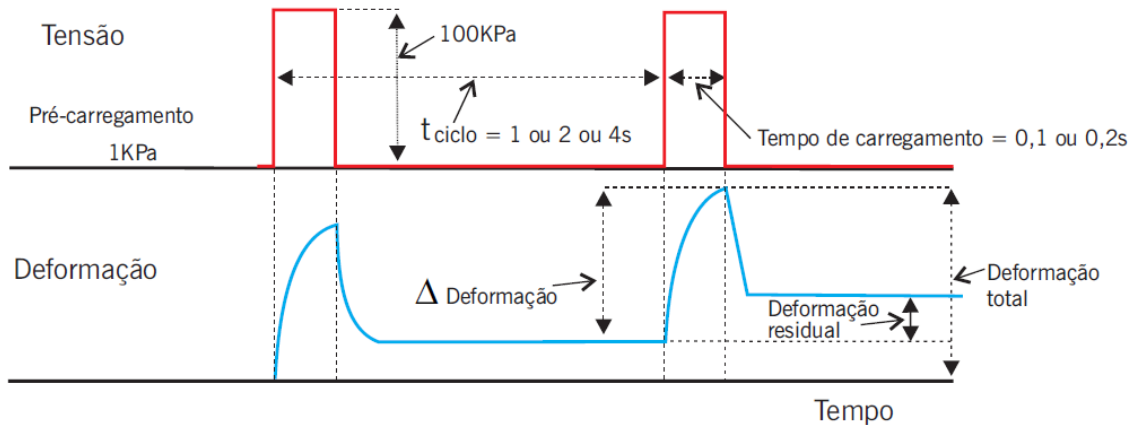 Tensão
100KPa
Pré-carregamento
1KPa
t ciclo = 1 ou 2 ou 4s
Tempo de carregamento = 0,1 ou 0,2s
Deformação
Δ Deformação
Deformação
residual
Deformação
total
Tempo